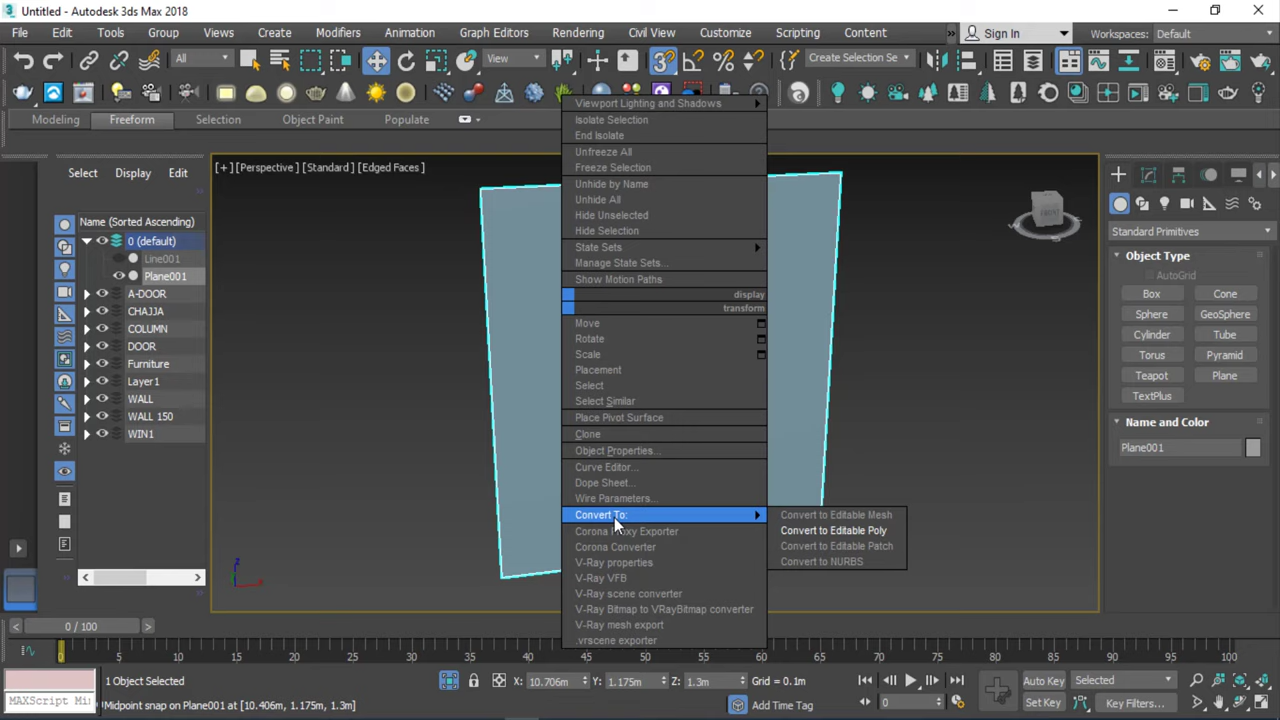 Untitled - Autodesk 3ds Max 2018
File Edit Tools Group Views Create Modifiers Animation Graph Editors Rendering Civil View Customize Scripting Content » Sign In Workspaces: Default
All View Create Selection Se
Modeling Freeform Selection Object Paint Populate
[+] [Perspective] [Standard] [Edged Faces]
Select Display Edit
Name (Sorted Ascending)
0 (default)
Line001
Plane001
A-DOOR
CHAJJA
COLUMN
DOOR
Furniture
Layer1
WALL
WALL 150
WIN1
Viewport Lighting and Shadows
Isolate Selection
End Isolate
Unfreeze All
Freeze Selection
Unhide by Name
Unhide All
Hide Unselected
Hide Selection
State Sets
Manage State Sets...
Show Motion Paths
display
transform
Move
Rotate
Scale
Placement
Select
Select Similar
Place Pivot Surface
Clone
Object Properties...
Curve Editor...
Dope Sheet...
Wire Parameters...
Convert To:
Corona Proxy Exporter
Corona Converter
V-Ray properties
V-Ray VFB
V-Ray scene converter
V-Ray Bitmap to VRayBitmap converter
V-Ray mesh export
.vrscene exporter
Convert to Editable Mesh
Convert to Editable Poly
Convert to Editable Patch
Convert to NURBS
FRONT
Standard Primitives
Object Type
AutoGrid
Box Cone
Sphere GeoSphere
Cylinder Tube
Torus Pyramid
Teapot Plane
TextPlus
Name and Color
Plane001
z
0 / 100
0 5 10 15 20 25 30 35 40 45 50 55 60 65 70 75 80 85 90 95 100
MAXScript Mi
1 Object Selected
X: 10.706m Y: 1.175m Z: 1.3m Grid = 0.1m
Midpoint snap on Plane001 at [10.406m, 1.175m, 1.3m]
Add Time Tag
0
Auto Key Selected
Set Key Key Filters...